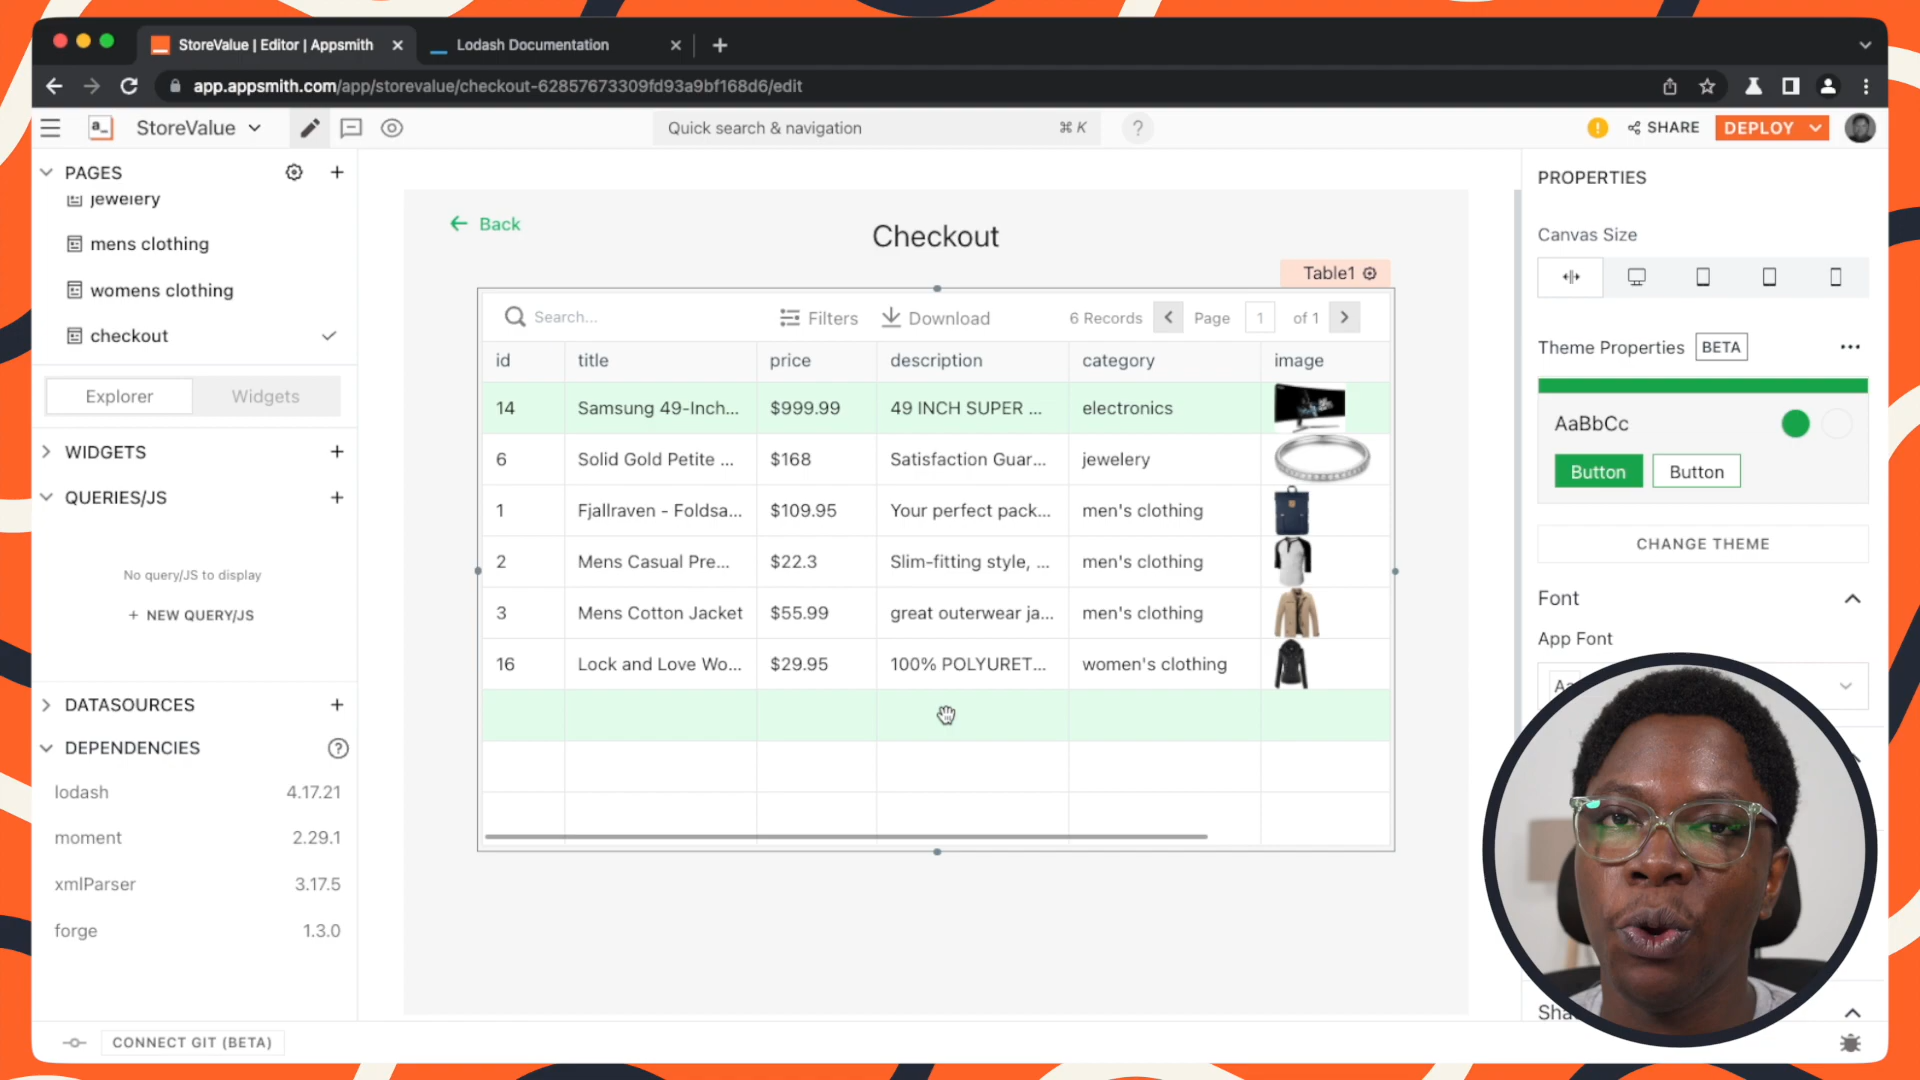 StoreValue | Editor | Appsmith
Lodash Documentation
app.appsmith.com/app/storevalue/checkout-62857673309fd93a9bf168d6/edit
a_
StoreValue
Quick search & navigation
⌘ K
?
SHARE
DEPLOY
PAGES
jewelery
mens clothing
womens clothing
checkout
Explorer
Widgets
WIDGETS
QUERIES/JS
No query/JS to display
+ NEW QUERY/JS
DATASOURCES
DEPENDENCIES
?
lodash 4.17.21
moment 2.29.1
xmlParser 3.17.5
forge 1.3.0
CONNECT GIT (BETA)
Back
Checkout
Table1
Search...
Filters
Download
6 Records
Page 1 of 1
id title price description category image
14 Samsung 49-Inch... $999.99 49 INCH SUPER ... electronics
6 Solid Gold Petite ... $168 Satisfaction Guar... jewelery
1 Fjallraven - Foldsa... $109.95 Your perfect pack... men's clothing
2 Mens Casual Pre... $22.3 Slim-fitting style, ... men's clothing
3 Mens Cotton Jacket $55.99 great outerwear ja... men's clothing
16 Lock and Love Wo... $29.95 100% POLYURET... women's clothing
PROPERTIES
Canvas Size
Theme Properties
BETA
AaBbCc
Button
Button
CHANGE THEME
Font
App Font